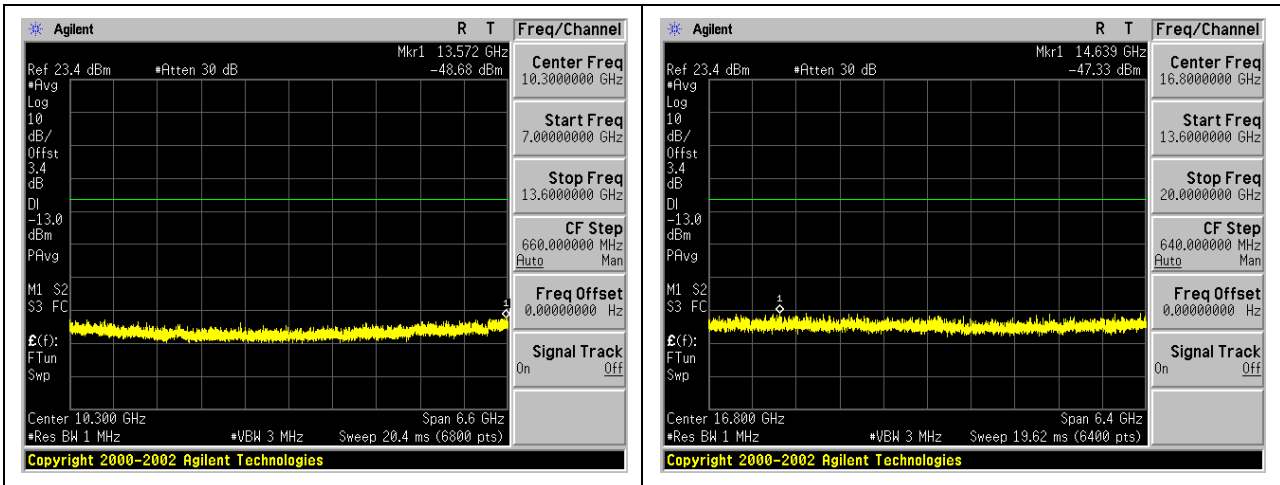 Agilent R T
Mkr1 13.572 GHz
Ref 23.4 dBm #Atten 30 dB -48.68 dBm
#Avg
Log
10
dB/
Offst
3.4
dB
DI
-13.0
dBm
PAvg
M1 S2
S3 FC
1
£(f):
FTun
Swp
Center 10.300 GHz Span 6.6 GHz
#Res BW 1 MHz #VBW 3 MHz Sweep 20.4 ms (6800 pts)
Copyright 2000-2002 Agilent Technologies
Freq/Channel
Center Freq
10.3000000 GHz
Start Freq
7.00000000 GHz
Stop Freq
13.6000000 GHz
CF Step
660.000000 MHz
Auto Man
Freq Offset
0.00000000 Hz
Signal Track
On Off
Agilent R T
Mkr1 14.639 GHz
Ref 23.4 dBm #Atten 30 dB -47.33 dBm
#Avg
Log
10
dB/
Offst
3.4
dB
DI
-13.0
dBm
PAvg
M1 S2
S3 FC
1
£(f):
FTun
Swp
Center 16.800 GHz Span 6.4 GHz
#Res BW 1 MHz #VBW 3 MHz Sweep 19.62 ms (6400 pts)
Copyright 2000-2002 Agilent Technologies
Freq/Channel
Center Freq
16.8000000 GHz
Start Freq
13.6000000 GHz
Stop Freq
20.0000000 GHz
CF Step
640.000000 MHz
Auto Man
Freq Offset
0.00000000 Hz
Signal Track
On Off